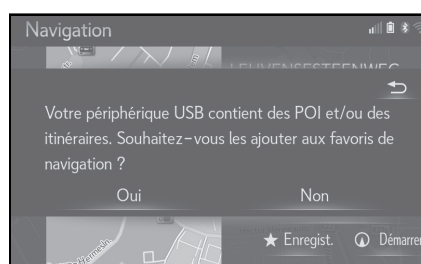 Navigation
LEUVENSESTEENWEG
Votre périphérique USB contient des POI et/ou des
itinéraires. Souhaitez-vous les ajouter aux favoris de
navigation ?
Oui
Non
★ Enregist.
Démarrer